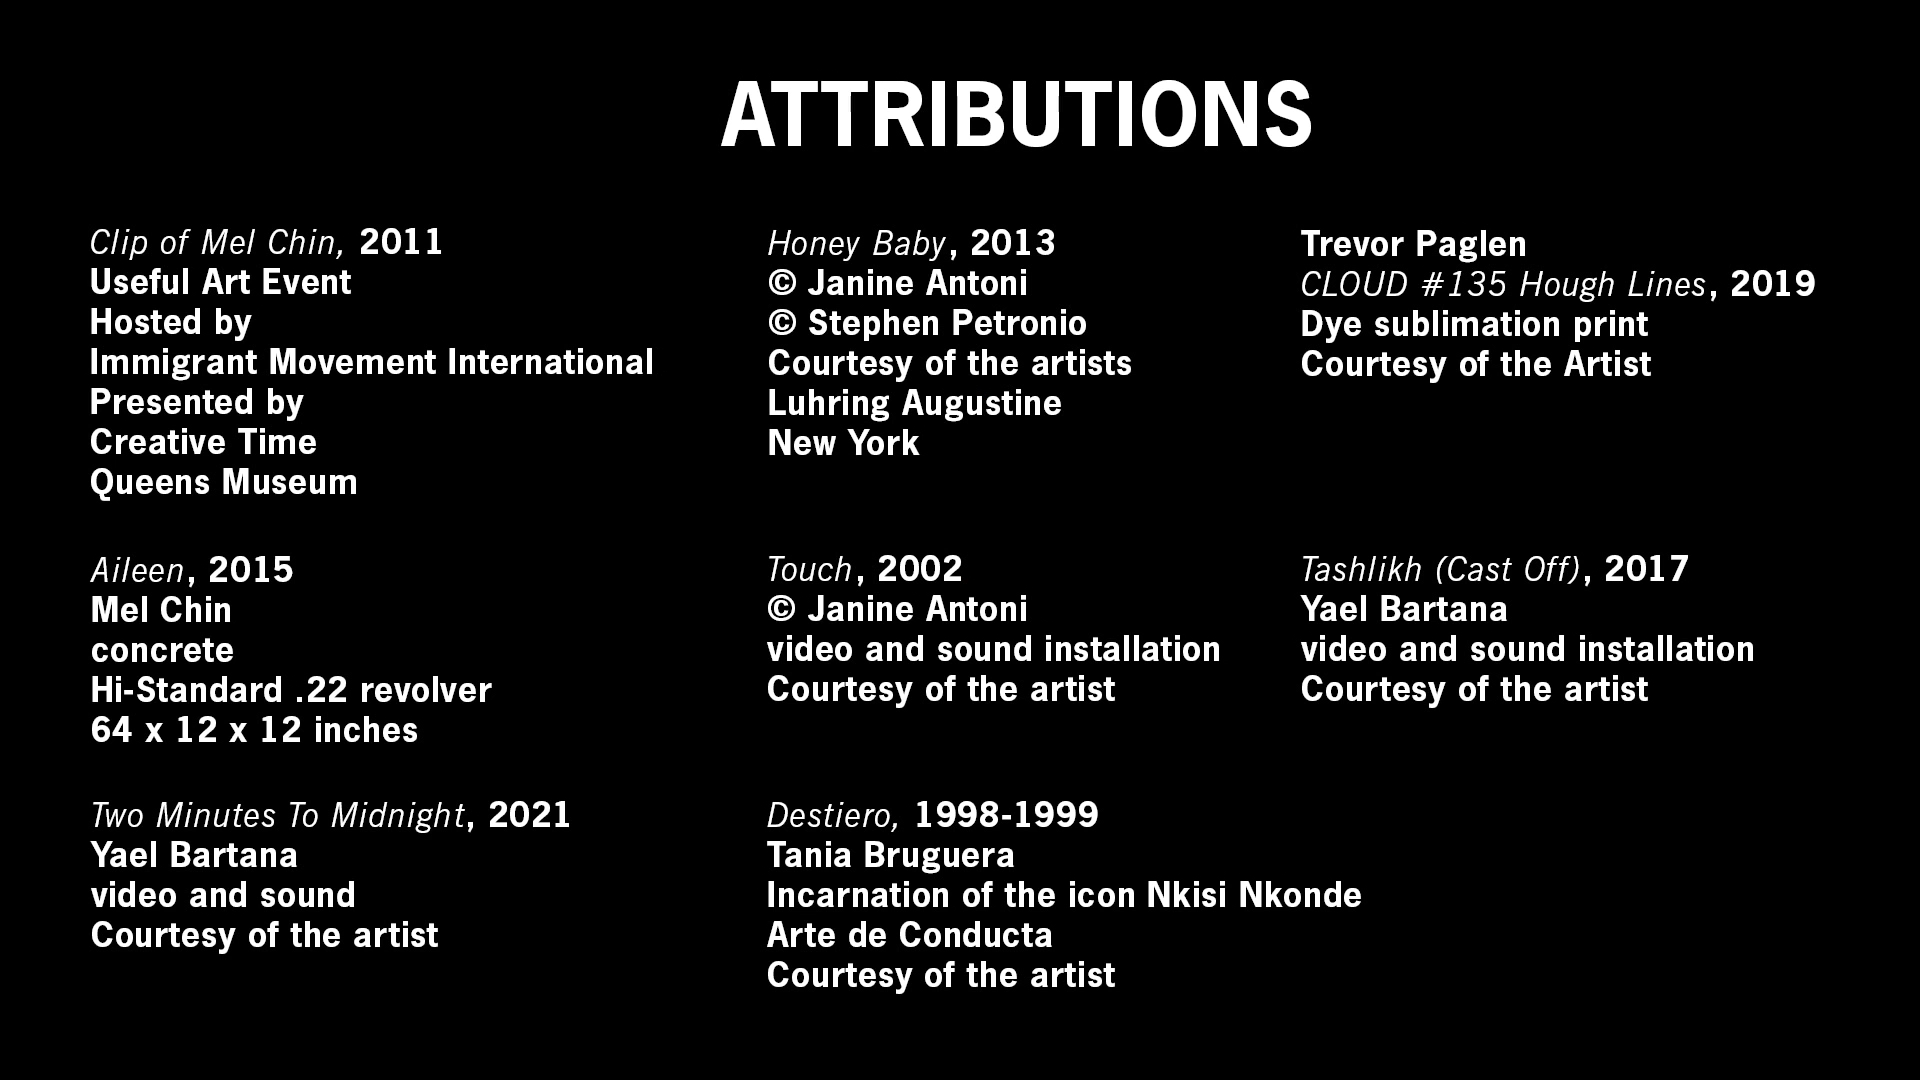 ATTRIBUTIONS
Clip of Mel Chin, 2011
Useful Art Event
Hosted by
Immigrant Movement International
Presented by
Creative Time
Queens Museum
Honey Baby, 2013
© Janine Antoni
© Stephen Petronio
Courtesy of the artists
Luhring Augustine
New York
Trevor Paglen
CLOUD #135 Hough Lines, 2019
Dye sublimation print
Courtesy of the Artist
Aileen, 2015
Mel Chin
concrete
Hi-Standard .22 revolver
64 x 12 x 12 inches
Touch, 2002
© Janine Antoni
video and sound installation
Courtesy of the artist
Tashlikh (Cast Off), 2017
Yael Bartana
video and sound installation
Courtesy of the artist
Two Minutes To Midnight, 2021
Yael Bartana
video and sound
Courtesy of the artist
Destiero, 1998-1999
Tania Bruguera
Incarnation of the icon Nkisi Nkonde
Arte de Conducta
Courtesy of the artist